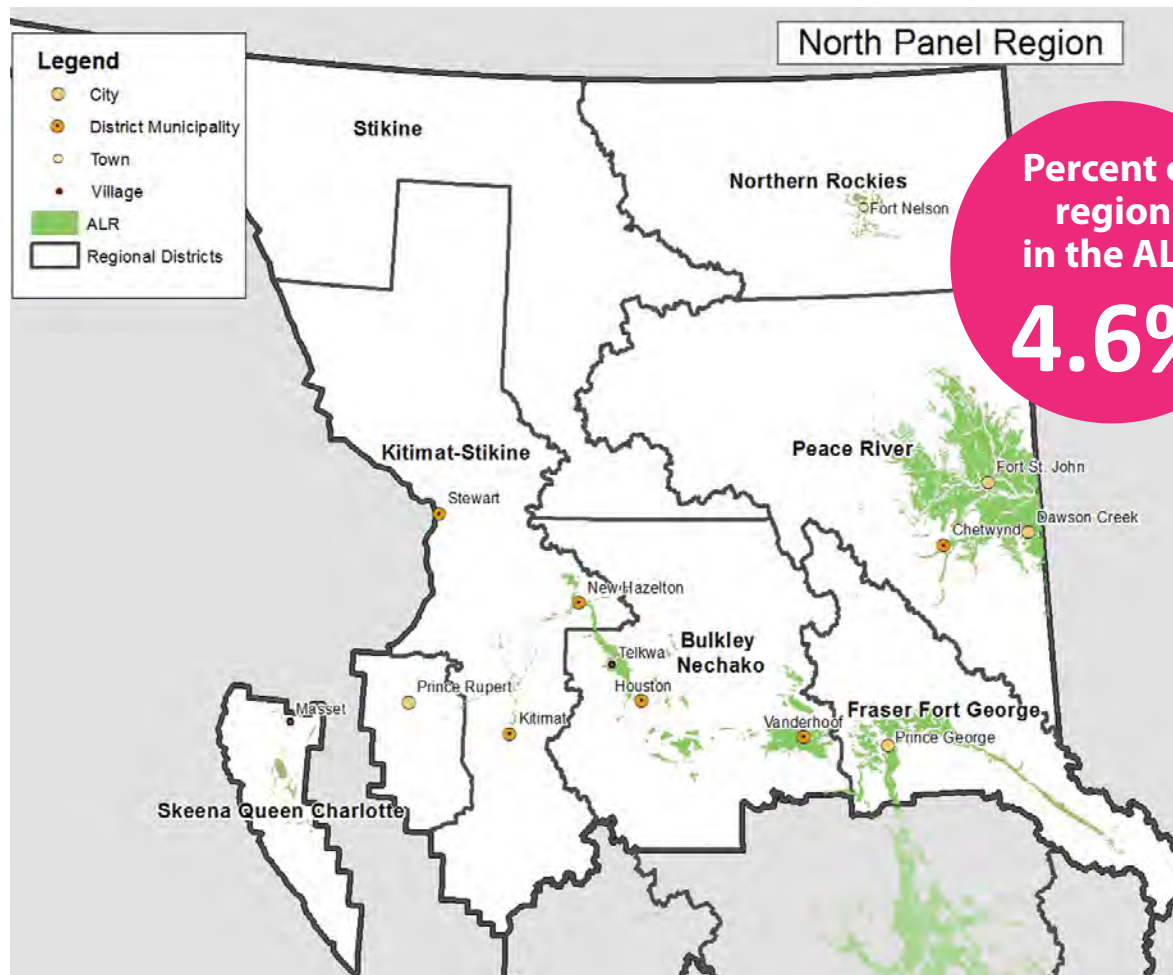 North Panel Region
Legend
City
District Municipality
Town
Village
ALR
Regional Districts
Stikine
Northern Rockies
Fort Nelson
Percent
region
in the
4.6%
Peace River
Fort St. John
Kitimat-Stikine
Stewart
Dawson Creek
Chetwynd
New Hazelton
Bulkley
Nechako
Telkwa
Houston
Prince Rupert
Masset
Kitimat
Vanderhoof
Fraser Fort George
Prince George
Skeena Queen Charlotte